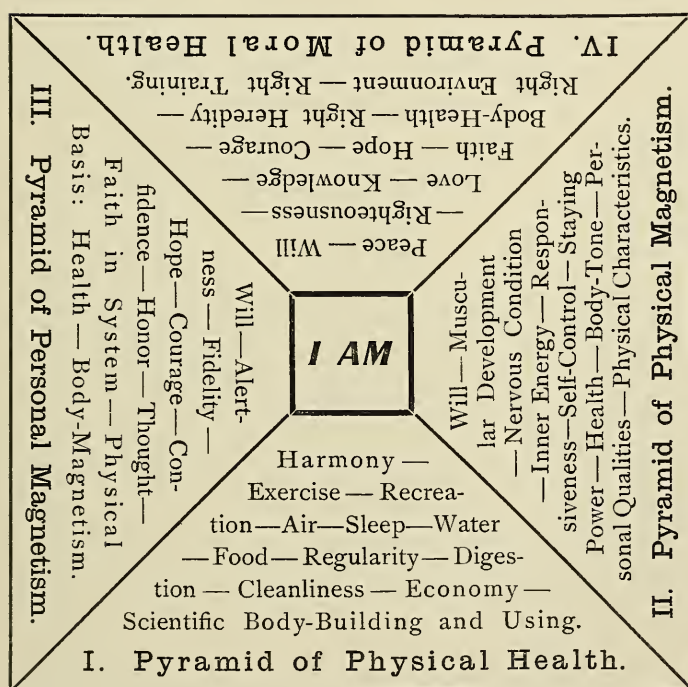 Peace — Will
— Righteousness —
Love — Knowledge —
Faith — Hope — Courage —
Body-Health — Right Heredity —
Right Environment — Right Training.
IV. Pyramid of Moral Health.
Will—Alert-
ness — Fidelity —
Hope—Courage—Con-
fidence—Honor—Thought—
Faith in System—Physical
Basis: Health — Body-Magnetism.
III. Pyramid of Personal Magnetism.
I AM
Will—Muscu-
lar Development
—Nervous Condition
—Inner Energy—Respon-
siveness—Self-Control—Staying
Power—Health—Body-Tone—Per-
sonal Qualities—Physical Characteristics.
II. Pyramid of Physical Magnetism.
Harmony —
Exercise — Recrea-
tion—Air—Sleep—Water
—Food—Regularity—Diges-
tion — Cleanliness — Economy —
Scientific Body-Building and Using.
I. Pyramid of Physical Health.